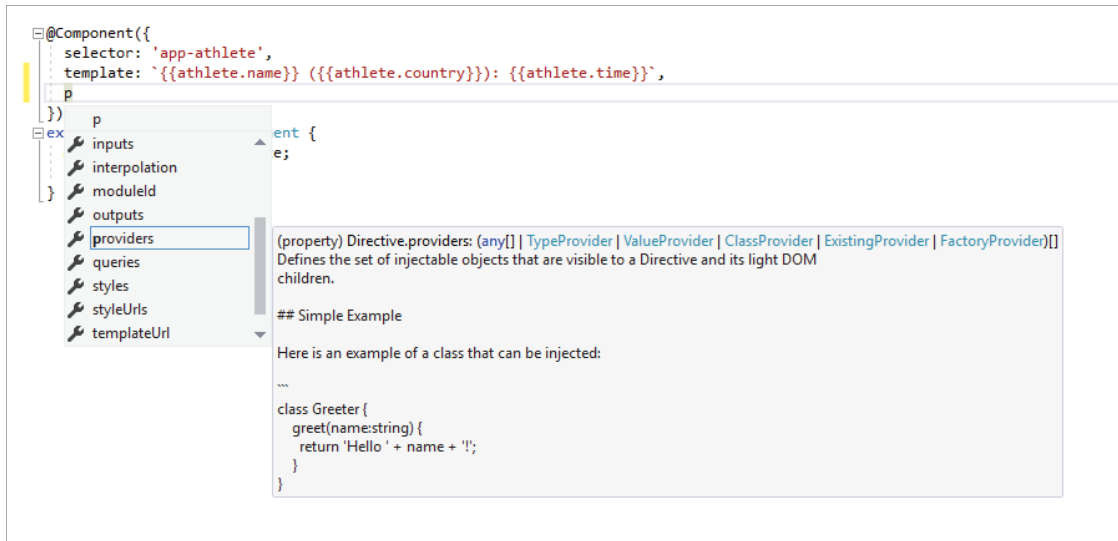 @Component({
selector: 'app-athlete',
template: `{{athlete.name}} ({{athlete.country}}): {{athlete.time}}`,
p
})
p
ex
ent {
inputs
e;
interpolation
}
moduleId
outputs
providers
(property) Directive.providers: (any[] | TypeProvider | ValueProvider | ClassProvider | ExistingProvider | FactoryProvider)[]
queries
Defines the set of injectable objects that are visible to a Directive and its light DOM
children.
styles
styleUrls
## Simple Example
templateUrl
Here is an example of a class that can be injected:
```
class Greeter {
greet(name:string) {
return 'Hello ' + name + '!';
}
}